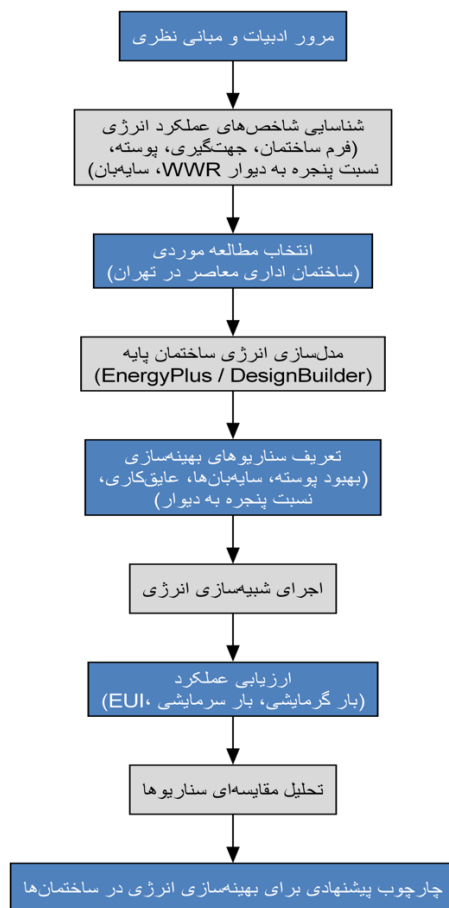 مرور ادبیات و مبانی نظری
شناسایی شاخص‌های عملکرد انرژی
(فرم ساختمان، جهت‌گیری، پوسته،
نسبت پنجره به دیوار WWR، سایه‌بان)
انتخاب مطالعه موردی
(ساختمان اداری معاصر در تهران)
مدل‌سازی انرژی ساختمان پایه
(EnergyPlus / DesignBuilder)
تعریف سناریوهای بهینه‌سازی
(بهبود پوسته، سایه‌بان‌ها، عایق‌کاری،
نسبت پنجره به دیوار)
اجرای شبیه‌سازی انرژی
ارزیابی عملکرد
(بار گرمایشی، بار سرمایشی، EUI)
تحلیل مقایسه‌ای سناریوها
چارچوب پیشنهادی برای بهینه‌سازی انرژی در ساختمان‌ها